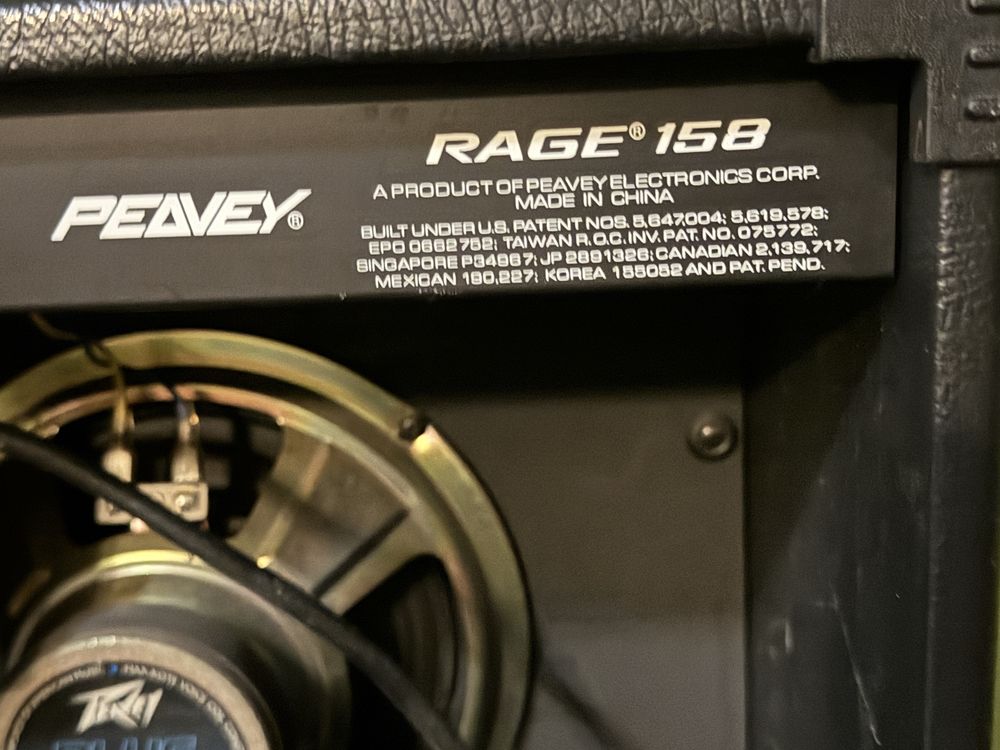 RAGE® 158
PEAVEY®
A PRODUCT OF PEAVEY ELECTRONICS CORP.
MADE IN CHINA
BUILT UNDER U.S. PATENT NOS. 5,647,004; 5,619,578;
EPO 0662752; TAIWAN R.O.C. INV. PAT. NO. 075772;
SINGAPORE P34967; JP 2891326; CANADIAN 2,139,717;
MEXICAN 190,227; KOREA 155052 AND PAT. PEND.
PEAVEY
BLUE